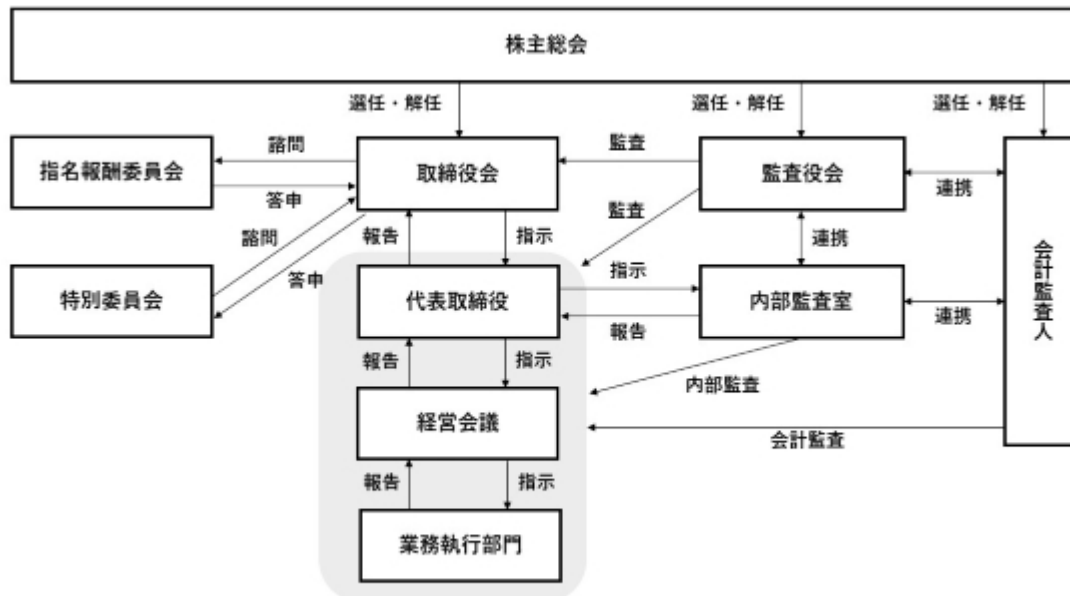 株主総会
選任・解任
選任・解任
選任・解任
指名報酬委員会
諮問
答申
取締役会
監査
監査役会
連携
会計監査人
諮問
答申
報告
指示
監査
連携
特別委員会
代表取締役
指示
報告
内部監査室
連携
報告
指示
内部監査
経営会議
会計監査
報告
指示
業務執行部門